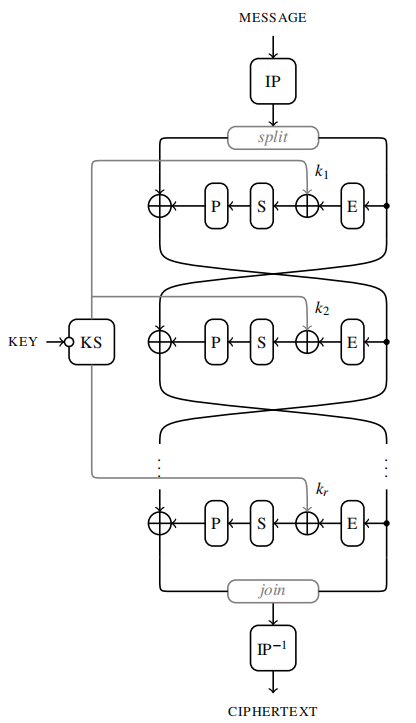 MESSAGE
IP
split
k₁
P S E
k₂
KEY KS P S E
⋮ ⋮
kᵣ
P S E
join
IP⁻¹
CIPHERTEXT